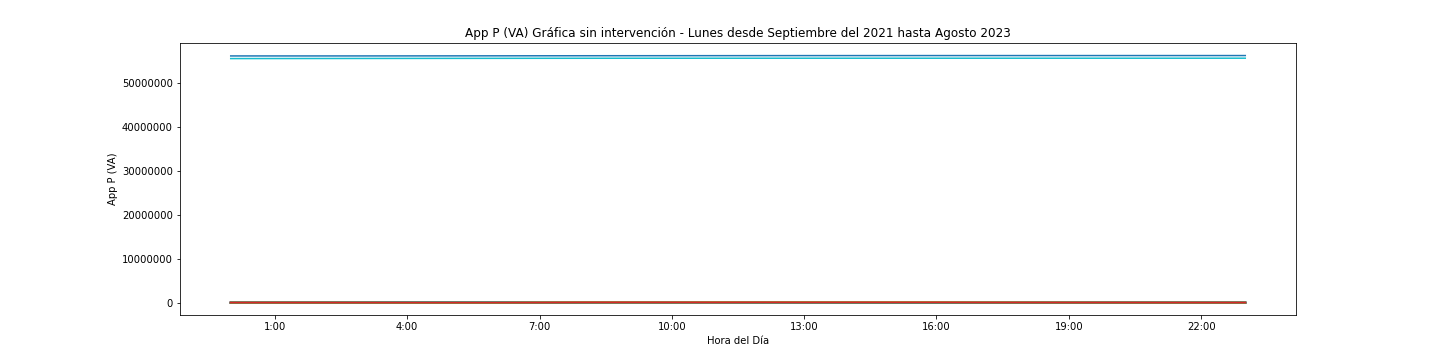 App P (VA) Gráfica sin intervención - Lunes desde Septiembre del 2021 hasta Agosto 2023
App P (VA)
50000000
40000000
30000000
20000000
10000000
0
1:00 4:00 7:00 10:00 13:00 16:00 19:00 22:00
Hora del Día